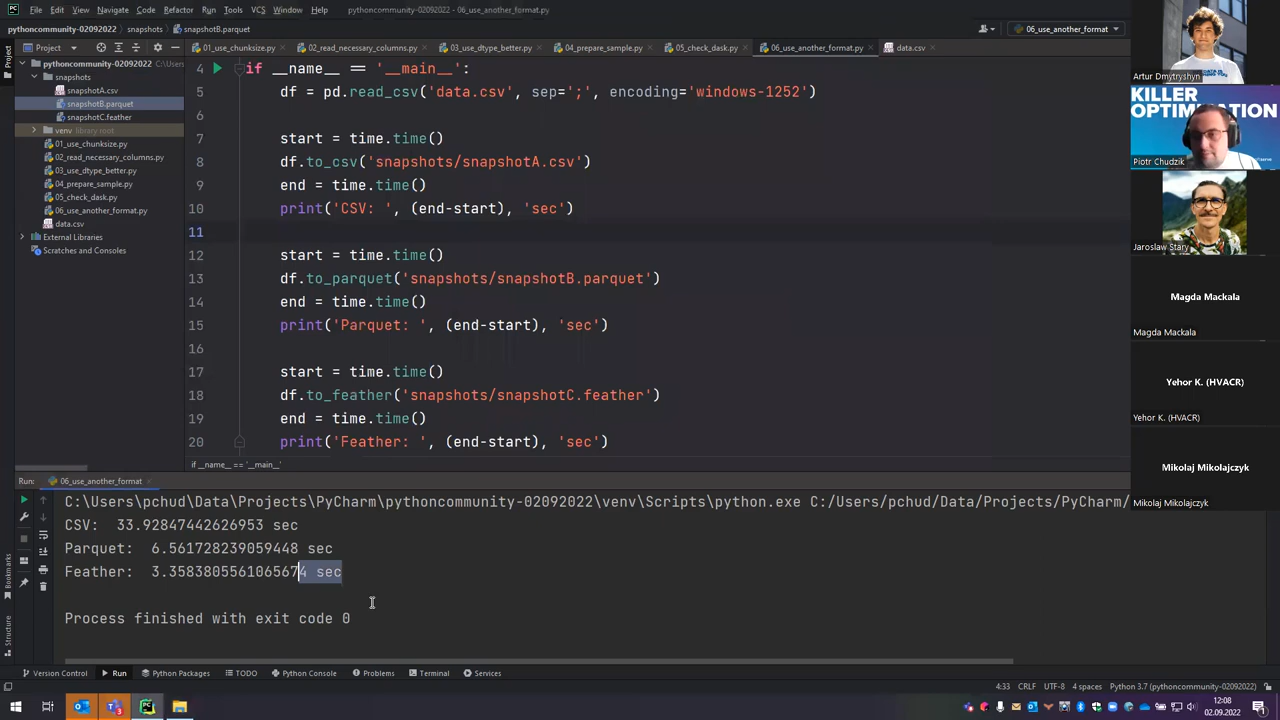 File Edit View Navigate Code Refactor Run Tools VCS Window Help pythoncommunity-02092022 - 06_use_another_format.py
pythoncommunity-02092022 snapshots snapshotB.parquet
06_use_another_format.py
Project
01_use_chunksize.py
02_read_necessary_columns.py
03_use_dtype_better.py
04_prepare_sample.py
05_check_dask.py
06_use_another_format.py
data.csv
pythoncommunity-02092022 C:\Users
snapshots
snapshotA.csv
snapshotB.parquet
snapshotC.feather
venv library root
01_use_chunksize.py
02_read_necessary_columns.py
03_use_dtype_better.py
04_prepare_sample.py
05_check_dask.py
06_use_another_format.py
data.csv
External Libraries
Scratches and Consoles
Project
4 if __name__ == '__main__':
5 df = pd.read_csv('data.csv', sep=';', encoding='windows-1252')
6
7 start = time.time()
8 df.to_csv('snapshots/snapshotA.csv')
9 end = time.time()
10 print('CSV: ', (end-start), 'sec')
11
12 start = time.time()
13 df.to_parquet('snapshots/snapshotB.parquet')
14 end = time.time()
15 print('Parquet: ', (end-start), 'sec')
16
17 start = time.time()
18 df.to_feather('snapshots/snapshotC.feather')
19 end = time.time()
20 print('Feather: ', (end-start), 'sec')
if __name__ == '__main__'
Run: 06_use_another_format
C:\Users\pchud\Data\Projects\PyCharm\pythoncommunity-02092022\venv\Scripts\python.exe C:/Users/pchud/Data/Projects/PyCharm/
CSV: 33.92847442626953 sec
Parquet: 6.561728239059448 sec
Feather: 3.3583805561065674 sec
Process finished with exit code 0
Bookmarks
Structure
Version Control Run Python Packages TODO Python Console Problems Terminal Services
4:33 CRLF UTF-8 4 spaces Python 3.7 (pythoncommunity-02092022)
12:08
02.09.2022
Artur Dmytryshyn
KILLER
Piotr Chudzik
Jaroslaw Stary
Magda Mackala
Magda Mackala
Yehor K. (HVACR)
Yehor K. (HVACR)
Mikolaj Mikolajczyk
Mikolaj Mikolajczyk